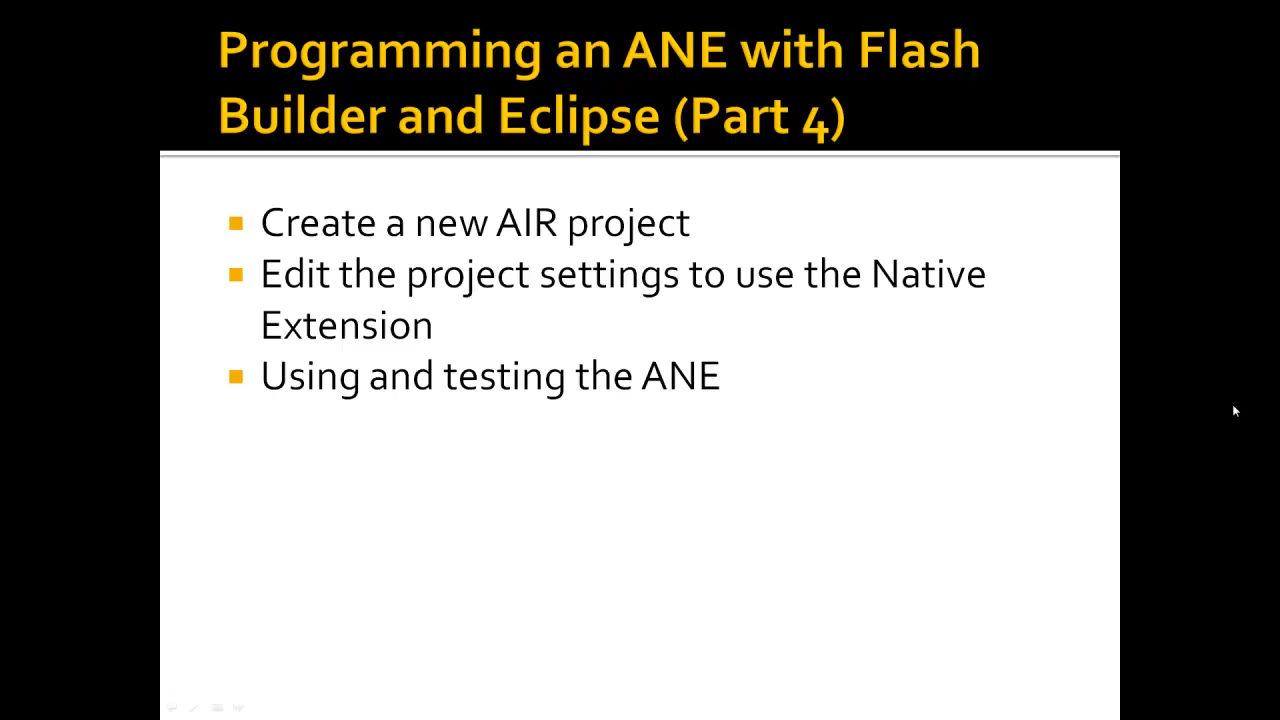 Programming an ANE with Flash
Builder and Eclipse (Part 4)
Create a new AIR project
Edit the project settings to use the Native
Extension
Using and testing the ANE